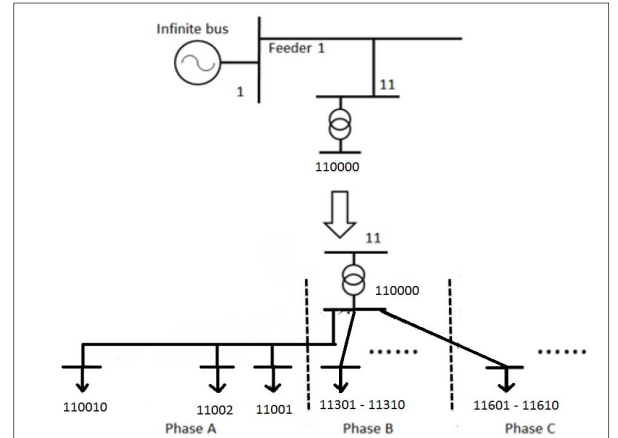 Infinite bus
Feeder 1
1
11
110000
11
110000
110010
11002
11001
11301 - 11310
11601 - 11610
Phase A
Phase B
Phase C